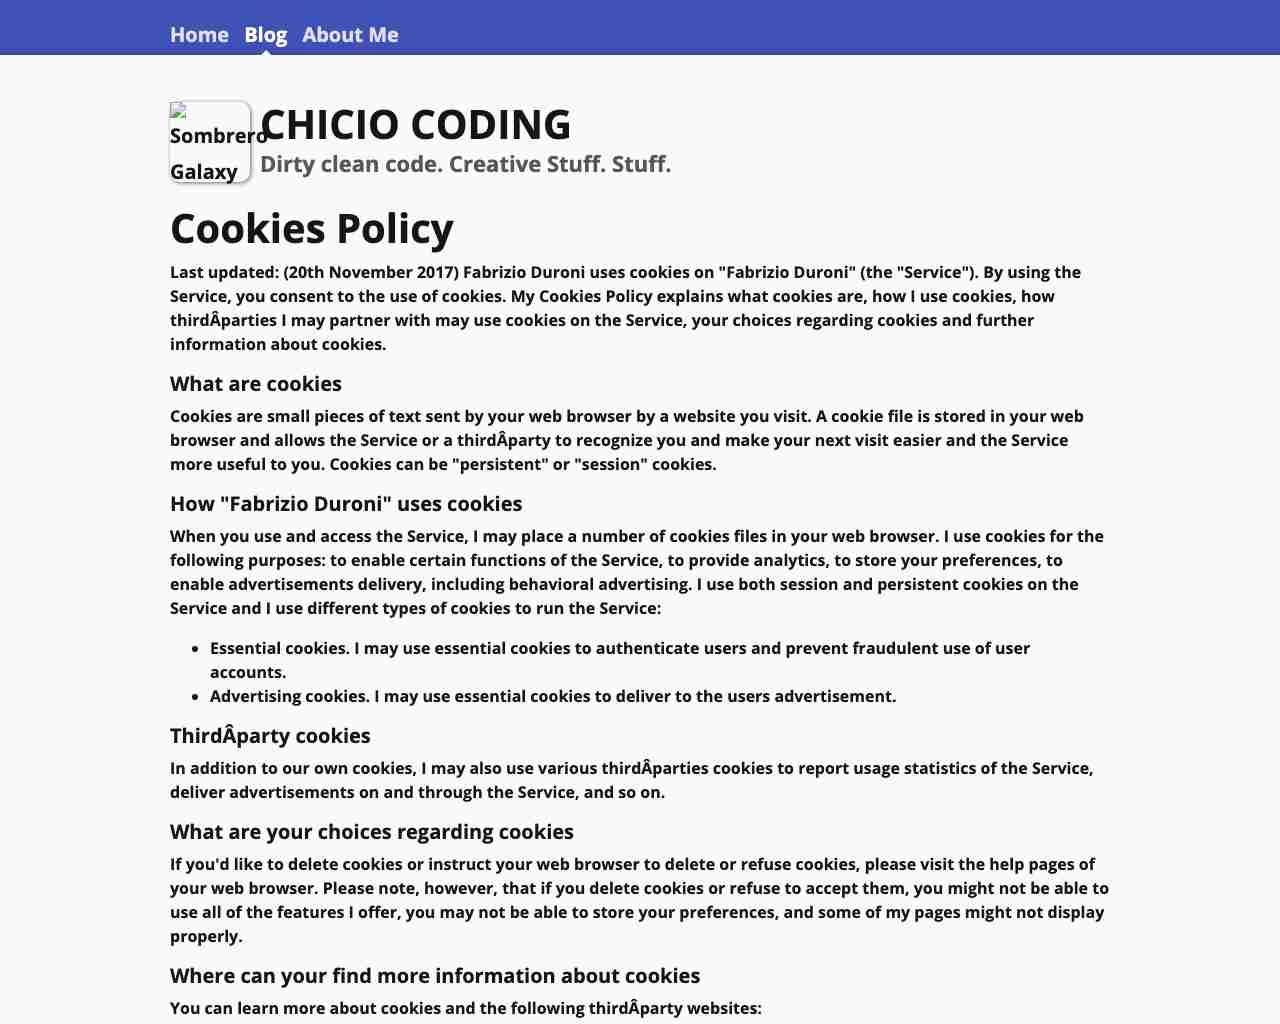 Home Blog About Me
Sombrero
Galaxy
CHICIO CODING
Dirty clean code. Creative Stuff. Stuff.
Cookies Policy
Last updated: (20th November 2017) Fabrizio Duroni uses cookies on "Fabrizio Duroni" (the "Service"). By using the
Service, you consent to the use of cookies. My Cookies Policy explains what cookies are, how I use cookies, how
thirdÂparties I may partner with may use cookies on the Service, your choices regarding cookies and further
information about cookies.
What are cookies
Cookies are small pieces of text sent by your web browser by a website you visit. A cookie file is stored in your web
browser and allows the Service or a thirdÂparty to recognize you and make your next visit easier and the Service
more useful to you. Cookies can be "persistent" or "session" cookies.
How "Fabrizio Duroni" uses cookies
When you use and access the Service, I may place a number of cookies files in your web browser. I use cookies for the
following purposes: to enable certain functions of the Service, to provide analytics, to store your preferences, to
enable advertisements delivery, including behavioral advertising. I use both session and persistent cookies on the
Service and I use different types of cookies to run the Service:
• Essential cookies. I may use essential cookies to authenticate users and prevent fraudulent use of user
accounts.
• Advertising cookies. I may use essential cookies to deliver to the users advertisement.
ThirdÂparty cookies
In addition to our own cookies, I may also use various thirdÂparties cookies to report usage statistics of the Service,
deliver advertisements on and through the Service, and so on.
What are your choices regarding cookies
If you'd like to delete cookies or instruct your web browser to delete or refuse cookies, please visit the help pages of
your web browser. Please note, however, that if you delete cookies or refuse to accept them, you might not be able to
use all of the features I offer, you may not be able to store your preferences, and some of my pages might not display
properly.
Where can your find more information about cookies
You can learn more about cookies and the following thirdÂparty websites: